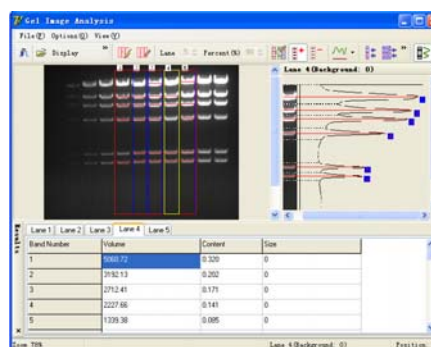 Gel Image Analysis
File(F) Options(O) View(V)
Display » Lane Percent(%) »
Lane 4(Background: 0)
Results
Lane 1 Lane 2 Lane 3 Lane 4 Lane 5
Band Number Volume Content Size
1 5060.72 0.320 0
2 3192.13 0.202 0
3 2712.41 0.171 0
4 2227.66 0.141 0
5 1339.38 0.085 0
Zoom 78% Lane 4(Background: 0) Position